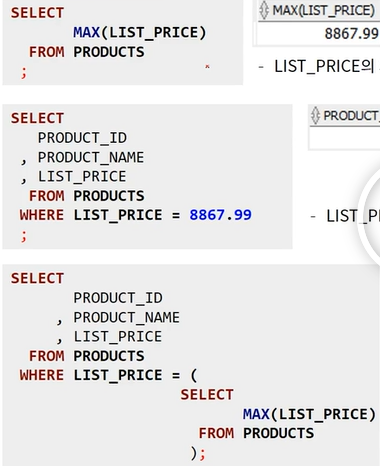 SELECT
MAX(LIST_PRICE)
FROM PRODUCTS
;
MAX(LIST_PRICE)
8867.99
- LIST_PRICE의
SELECT
PRODUCT_ID
, PRODUCT_NAME
, LIST_PRICE
FROM PRODUCTS
WHERE LIST_PRICE = 8867.99
;
PRODUCT_
- LIST_P
SELECT
PRODUCT_ID
, PRODUCT_NAME
, LIST_PRICE
FROM PRODUCTS
WHERE LIST_PRICE = (
SELECT
MAX(LIST_PRICE)
FROM PRODUCTS
);